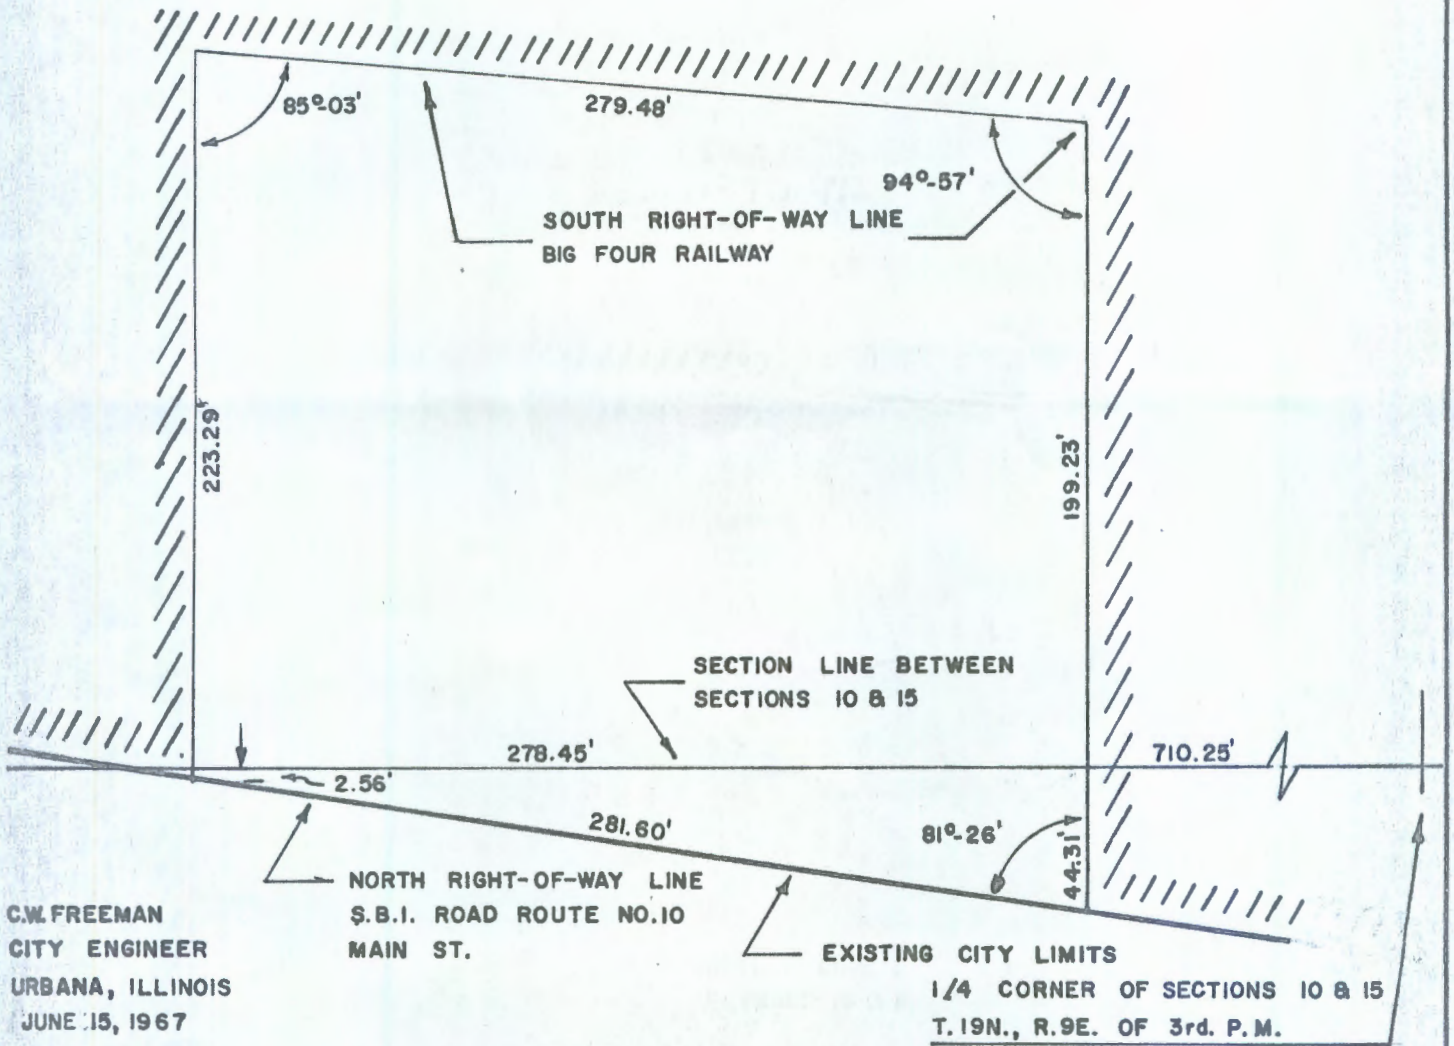 85°-03'
279.48'
94°-57'
SOUTH RIGHT-OF-WAY LINE
BIG FOUR RAILWAY
223.29'
199.23'
SECTION LINE BETWEEN
SECTIONS 10 & 15
278.45'
710.25'
2.56'
281.60'
81°-26'
44.31'
NORTH RIGHT-OF-WAY LINE
S.B.I. ROAD ROUTE NO.10
MAIN ST.
EXISTING CITY LIMITS
C.W. FREEMAN
CITY ENGINEER
URBANA, ILLINOIS
JUNE 15, 1967
1/4 CORNER OF SECTIONS 10 & 15
T. 19N., R. 9E. OF 3rd. P. M.